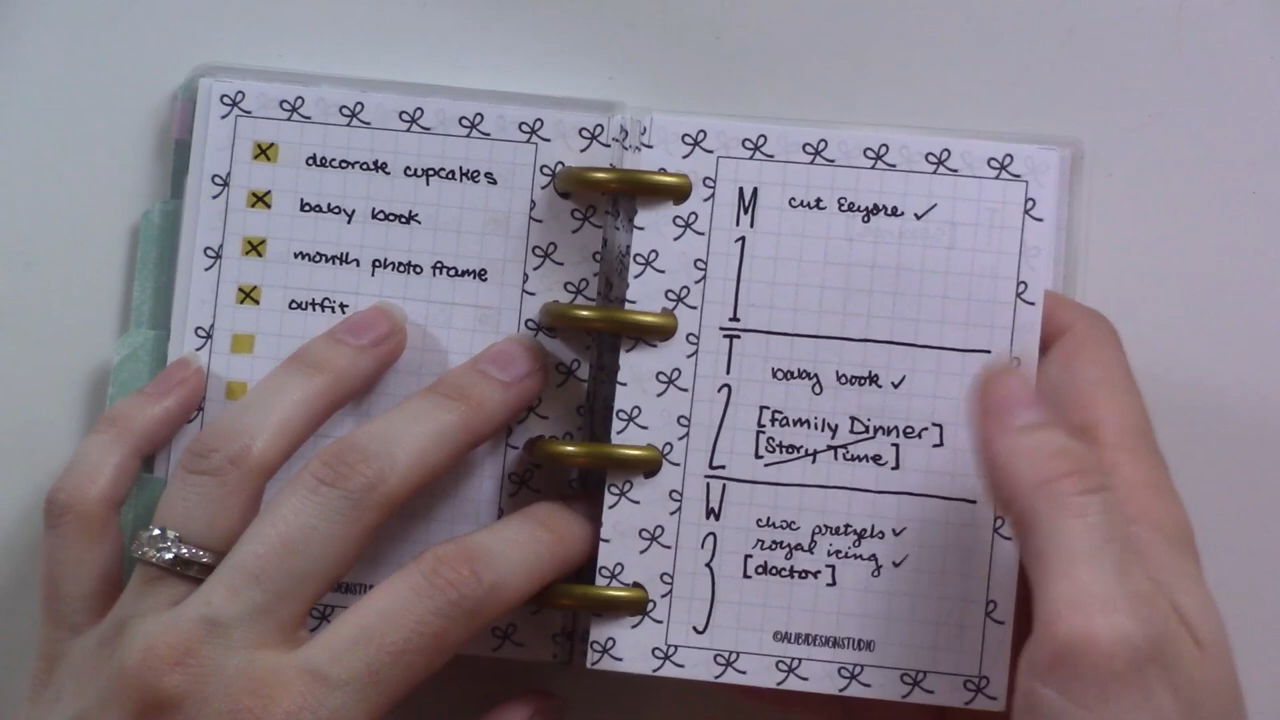 decorate cupcakes
baby book
month photo frame
outfit
M
cut Eeyore ✓
1
T
baby book ✓
2
[Family Dinner]
[Story Time]
W
choc pretzels ✓
royal icing ✓
3
[doctor]
©ALIBIDESIGNSTUDIO